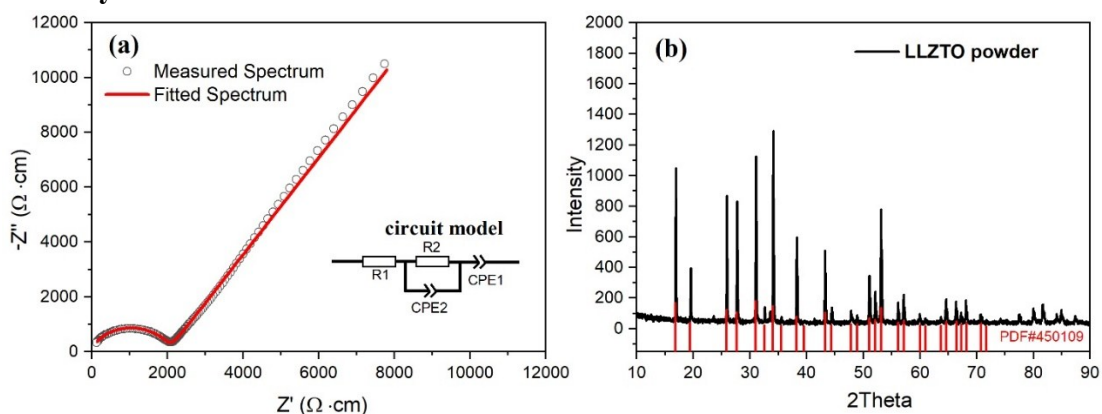 (a)
Measured Spectrum
Fitted Spectrum
-Z'' (Ω ·cm)
12000
10000
8000
6000
4000
2000
0
circuit model
R1
R2
CPE2
CPE1
0 2000 4000 6000 8000 10000 12000
Z' (Ω ·cm)
(b)
LLZTO powder
Intensity
2000
1800
1600
1400
1200
1000
800
600
400
200
0
PDF#450109
10 20 30 40 50 60 70 80 90
2Theta